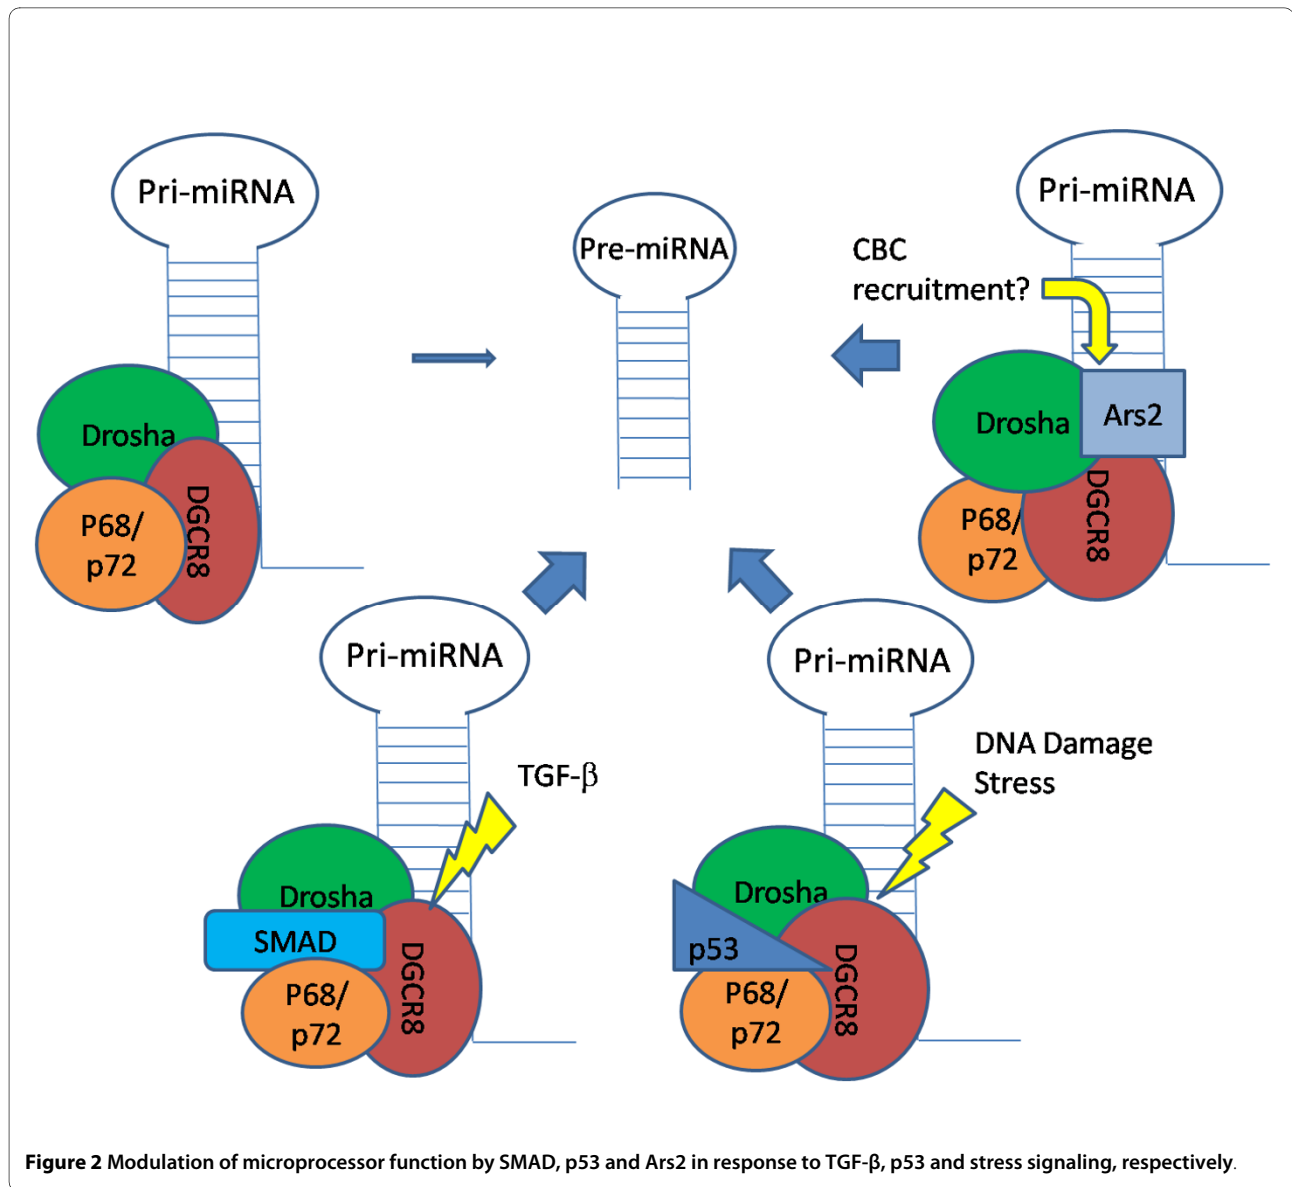 Pri-miRNA
Drosha
P68/
p72
DGCR8
Pre-miRNA
Pri-miRNA
CBC
recruitment?
Drosha
Ars2
P68/
p72
DGCR8
Pri-miRNA
TGF-β
Drosha
SMAD
P68/
p72
DGCR8
Pri-miRNA
DNA Damage
Stress
Drosha
p53
P68/
p72
DGCR8
Figure 2 Modulation of microprocessor function by SMAD, p53 and Ars2 in response to TGF-β, p53 and stress signaling, respectively.